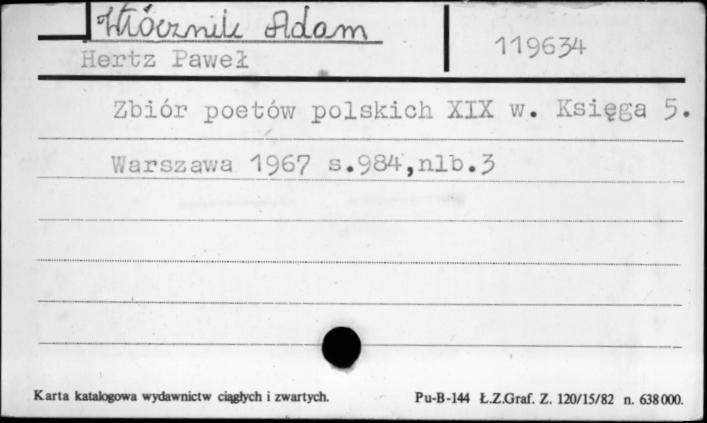 Włócznik Adam
119634
Hertz Paweł
Zbiór poetów polskich XIX w. Księga 5.
Warszawa 1967 s.984,nlb.3
Karta katalogowa wydawnictw ciągłych i zwartych. Pu-B-144 Ł.Z.Graf. Z. 120/15/82 n. 638000.